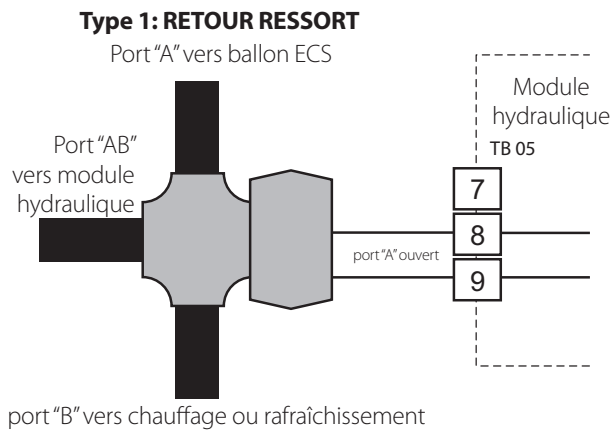 Type 1: RETOUR RESSORT
Port “A” vers ballon ECS
Port “AB”
vers module
hydraulique
Module
hydraulique
TB 05
7
8
port “A” ouvert
9
port “B” vers chauffage ou rafraîchissement